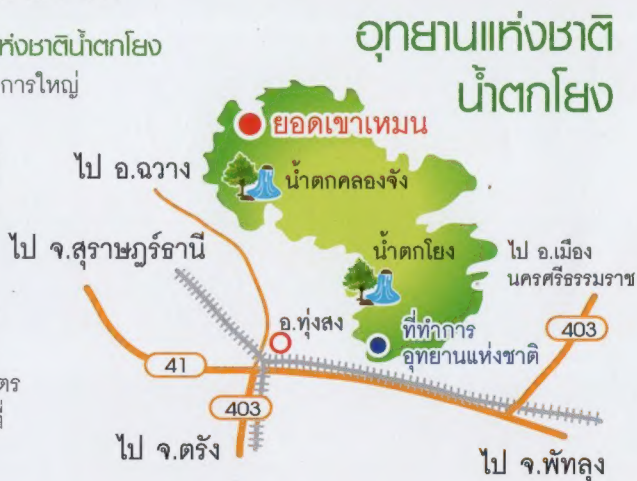 อุทยานแห่งชาติ
น้ำตกโยง
ห่งชาติน้ำตกโยง
การใหญ่
ยอดเขาเหมน
ไป อ.ฉวาง
น้ำตกคลองจัง
ไป จ.สุราษฎร์ธานี
น้ำตกโยง
ไป อ.เมือง
นครศรีธรรมราช
อ.ทุ่งสง
ที่ทำการ
อุทยานแห่งชาติ
403
41
403
ตร
ที่
ไป จ.ตรัง
ไป จ.พัทลุง